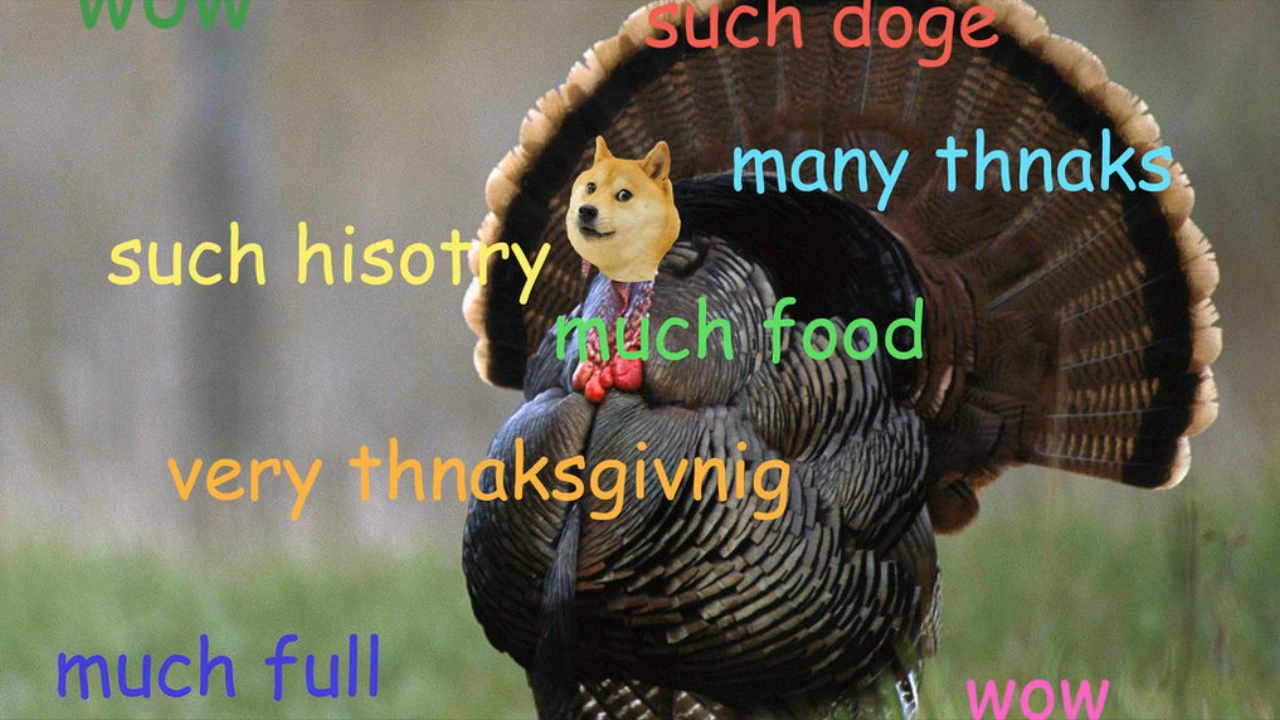 wow
such doge
many thnaks
such hisotry
much food
very thnaksgivnig
much full
wow